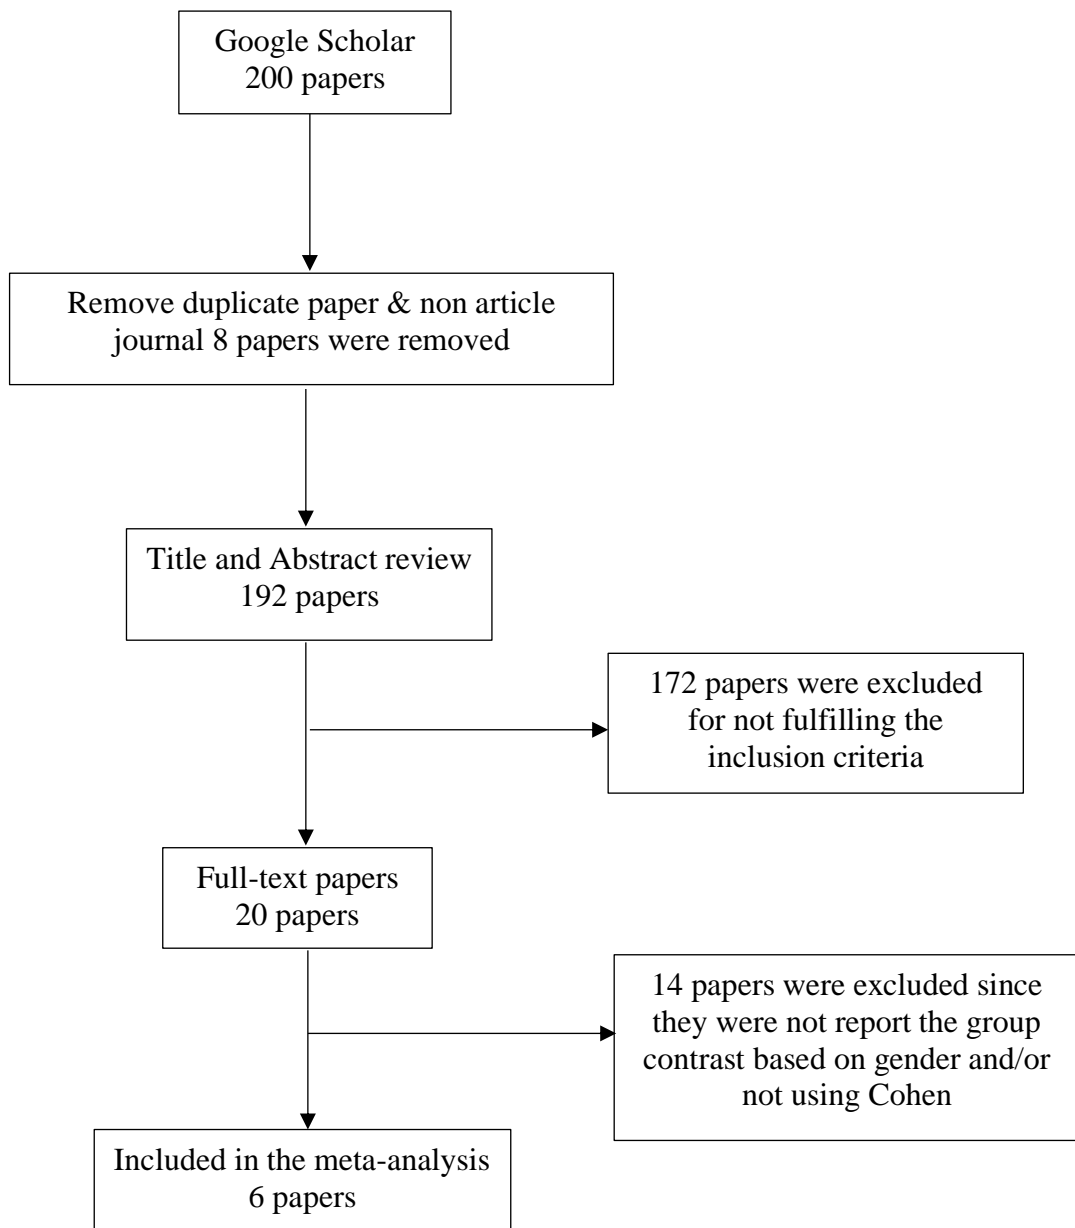 Google Scholar
200 papers
Remove duplicate paper & non article
journal 8 papers were removed
Title and Abstract review
192 papers
172 papers were excluded
for not fulfilling the
inclusion criteria
Full-text papers
20 papers
14 papers were excluded since
they were not report the group
contrast based on gender and/or
not using Cohen
Included in the meta-analysis
6 papers